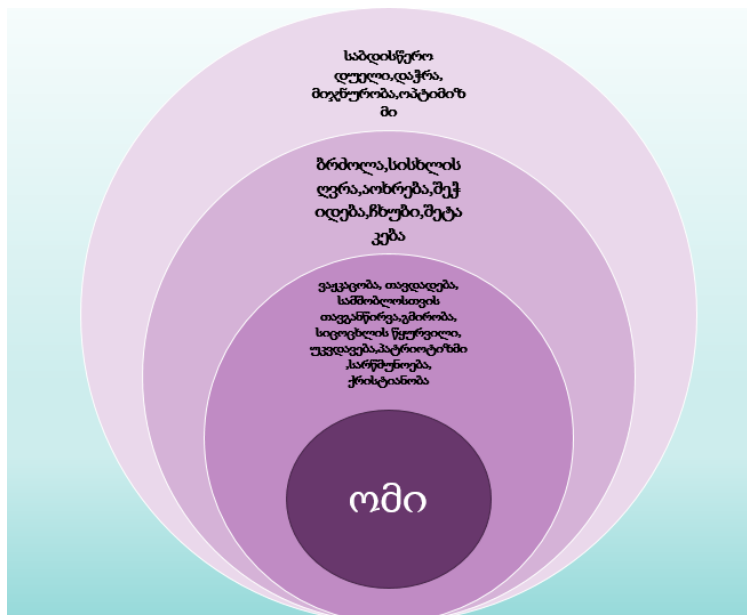 საბდისწერო
დუელი,დაჭრა,
მიჯნურობა,ოპტიმიზ
მი
ბრძოლა,სისხლის
ღვრა,აოხრება,შეჭ
იდება,ჩხუბი,შეტა
კება
ვაჟკაცობა, თავდადება,
სამშობლოსთვის
თავგანწირვა,გმირობა,
სიცოცხლის წყურვილი,
უკვდავება,პატრიოტიზმი
,სარწმუნოება,
ქრისტიანობა
ომი